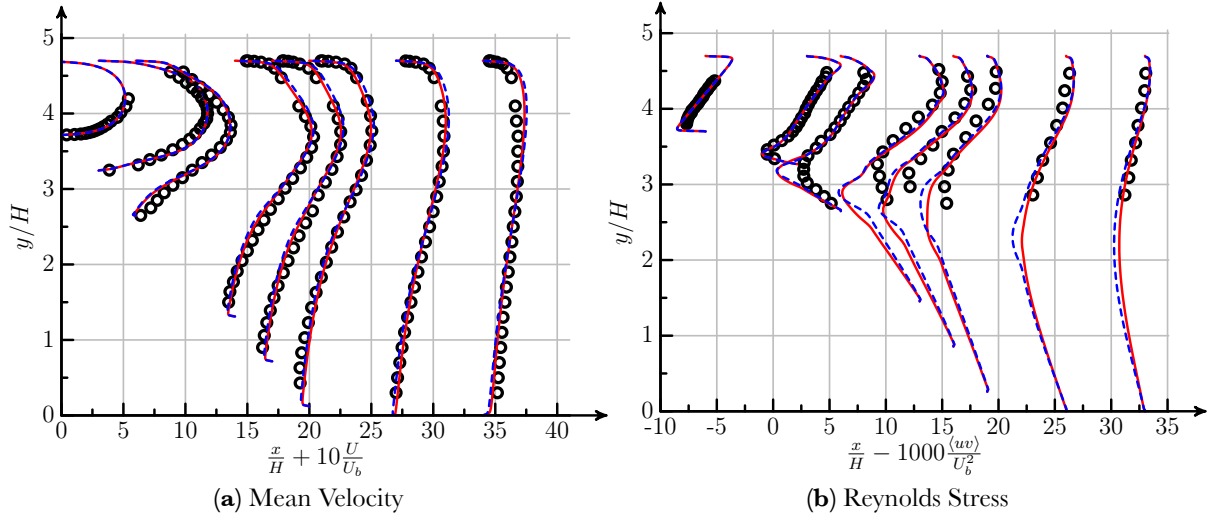 5
4
3
2
1
0
y/H
0 5 10 15 20 25 30 35 40
x/H + 10 U/U_b
(a) Mean Velocity
5
4
3
2
1
0
y/H
-10 -5 0 5 10 15 20 25 30 35
x/H − 1000 ⟨uv⟩/U_b^2
(b) Reynolds Stress